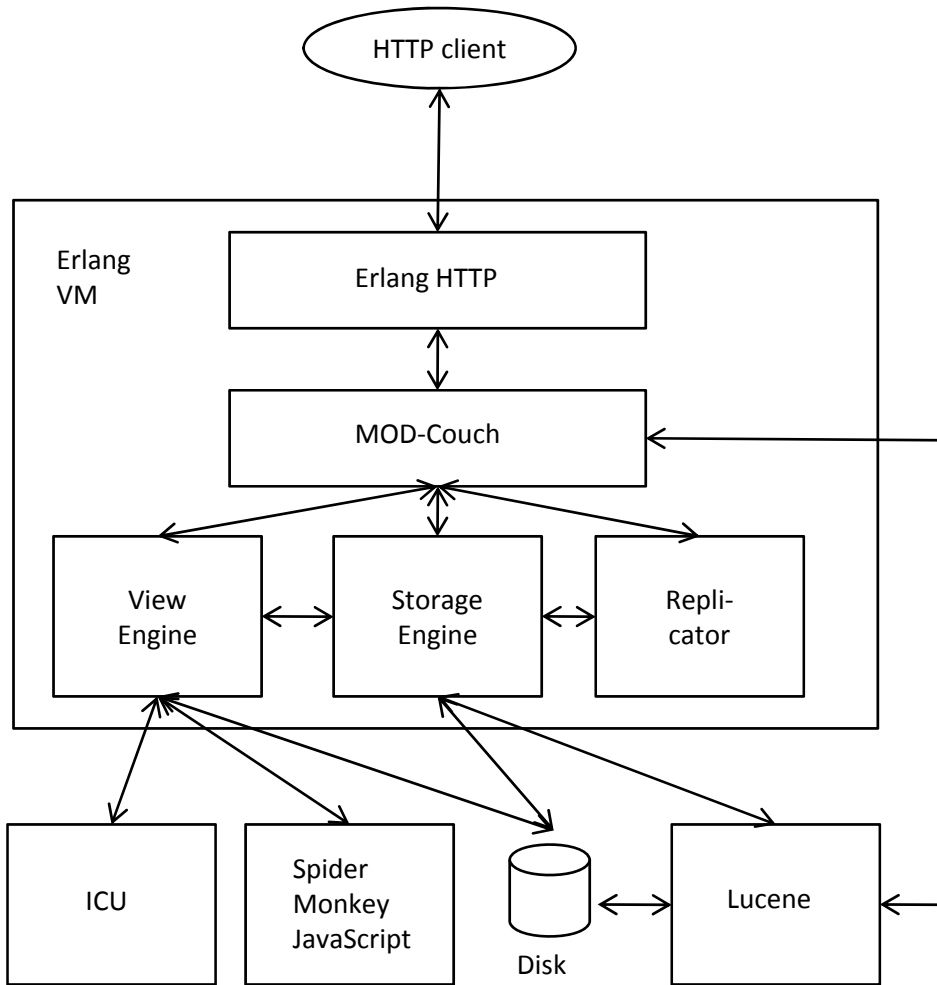 HTTP client
Erlang
VM
Erlang HTTP
MOD-Couch
View
Engine
Storage
Engine
Repli-
cator
ICU
Spider
Monkey
JavaScript
Disk
Lucene